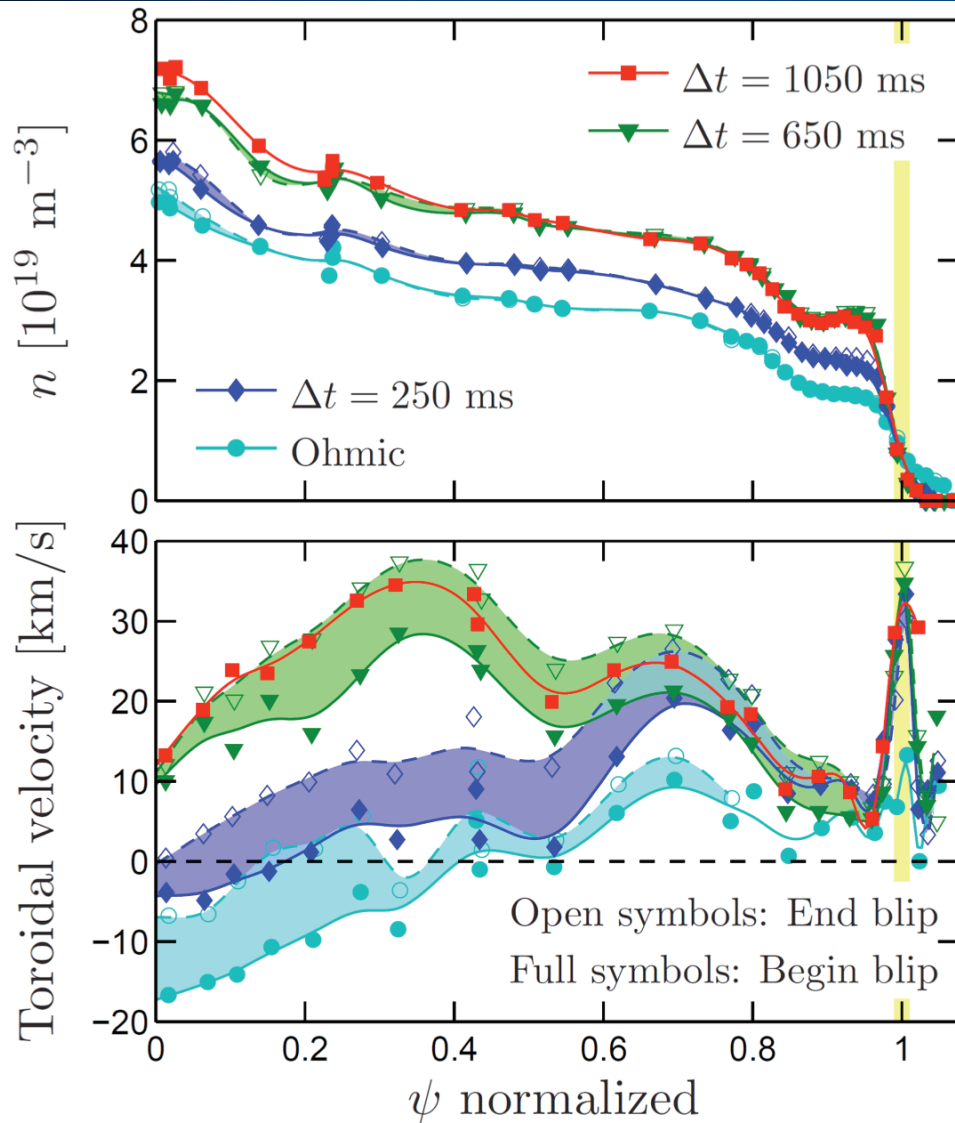 8
6
4
2
0
n [10^19 m^−3]
Δt = 1050 ms
Δt = 650 ms
Δt = 250 ms
Ohmic
40
30
20
10
0
−10
−20
Toroidal velocity [km/s]
Open symbols: End blip
Full symbols: Begin blip
0 0.2 0.4 0.6 0.8 1
ψ normalized